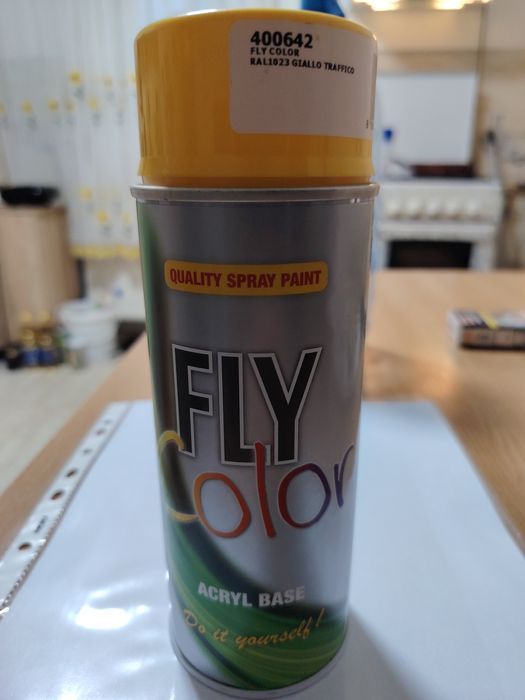 400642
FLY COLOR
RAL1023 GIALLO TRAFFICO
QUALITY SPRAY PAINT
FLY
Color
ACRYL BASE
Do it yourself!